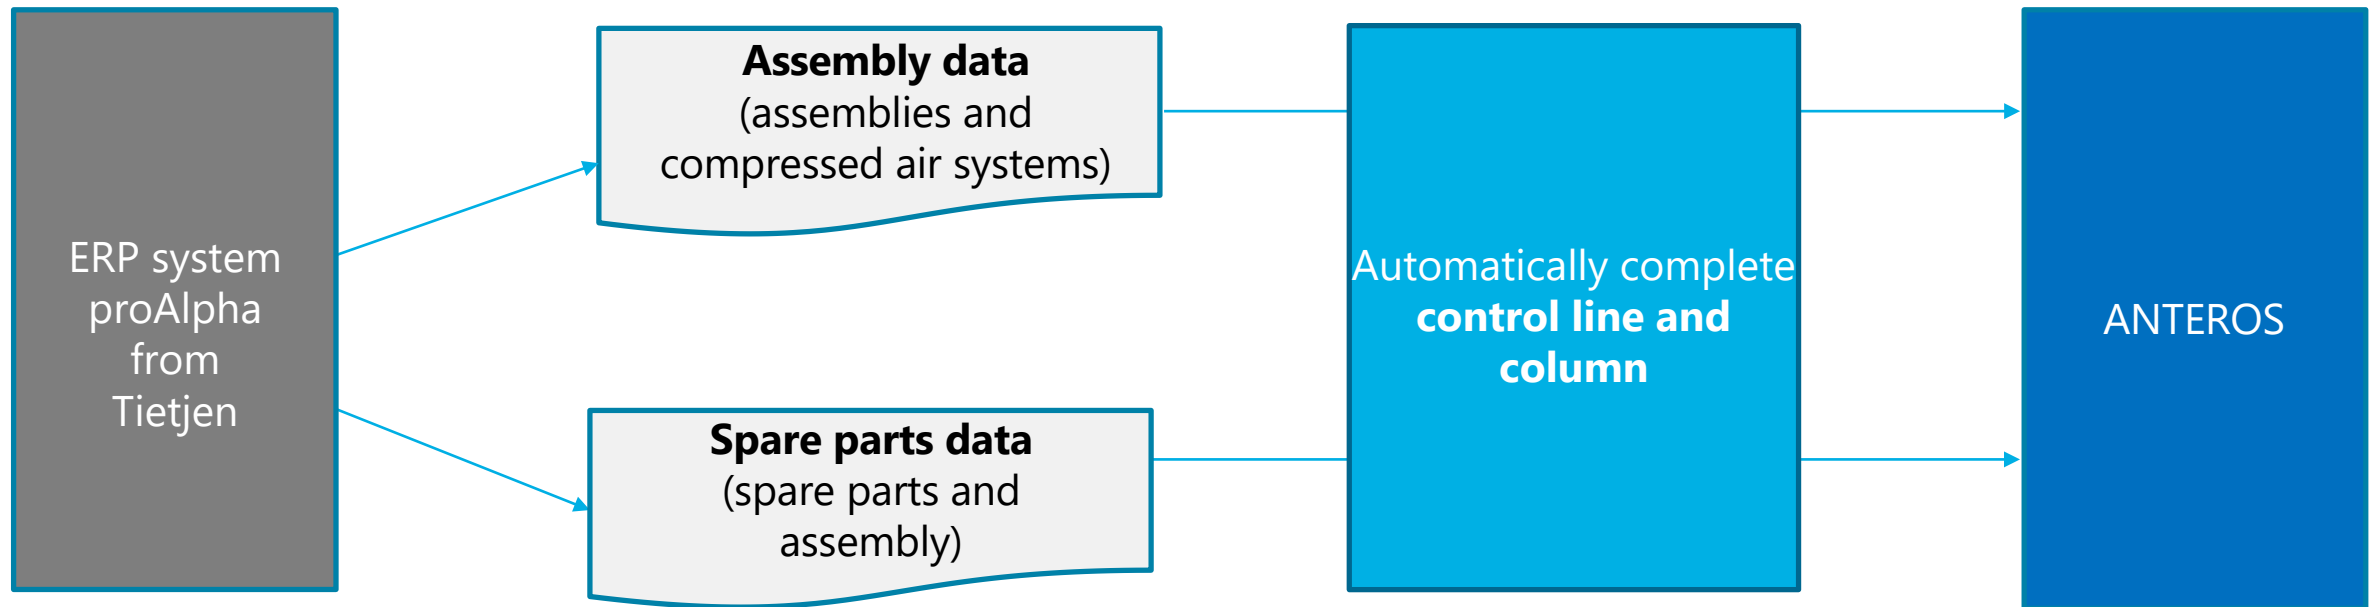 ERP system
proAlpha
from
Tietjen
Assembly data
(assemblies and
compressed air systems)
Spare parts data
(spare parts and
assembly)
Automatically complete
control line and
column
ANTEROS